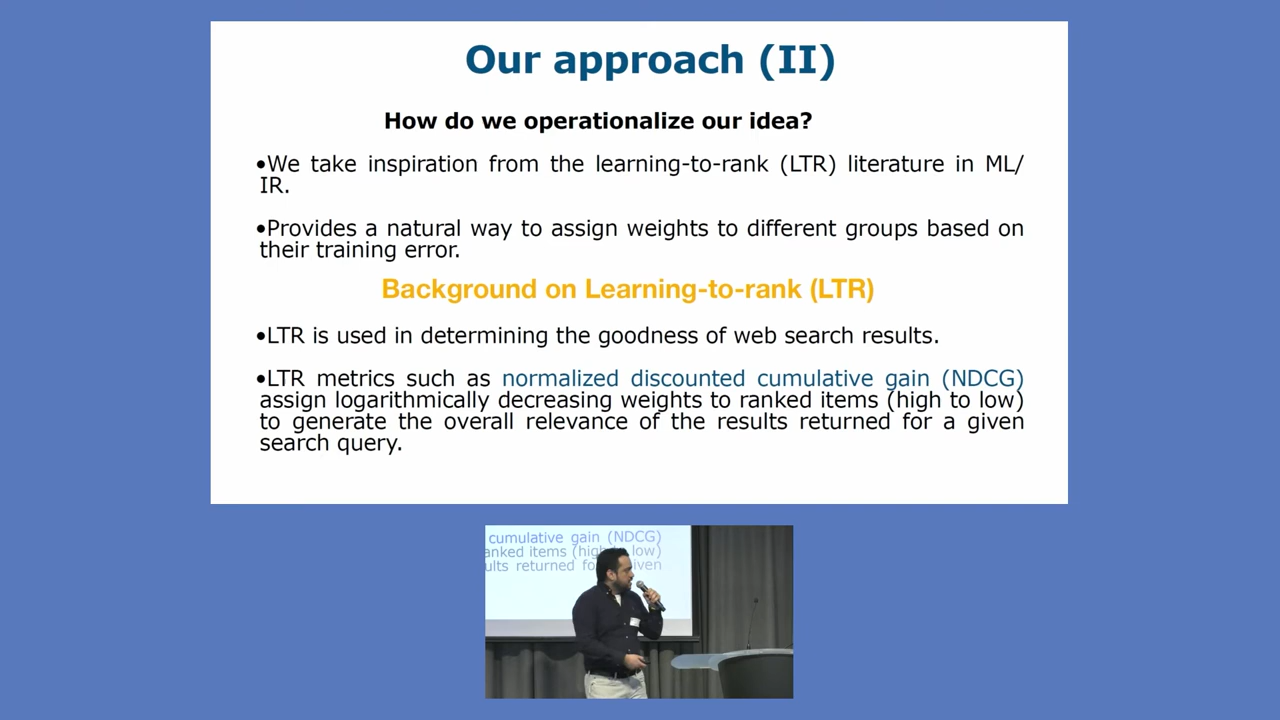 Our approach (II)
How do we operationalize our idea?
•We take inspiration from the learning-to-rank (LTR) literature in ML/
IR.
•Provides a natural way to assign weights to different groups based on
their training error.
Background on Learning-to-rank (LTR)
•LTR is used in determining the goodness of web search results.
•LTR metrics such as normalized discounted cumulative gain (NDCG)
assign logarithmically decreasing weights to ranked items (high to low)
to generate the overall relevance of the results returned for a given
search query.
cumulative gain (NDCG)
anked items (high to low)
ults returned for given